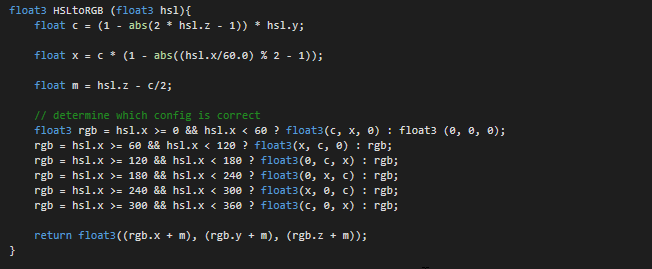 float3 HSLtoRGB (float3 hsl){
float c = (1 - abs(2 * hsl.z - 1)) * hsl.y;
float x = c * (1 - abs((hsl.x/60.0) % 2 - 1));
float m = hsl.z - c/2;
// determine which config is correct
float3 rgb = hsl.x >= 0 && hsl.x < 60 ? float3(c, x, 0) : float3 (0, 0, 0);
rgb = hsl.x >= 60 && hsl.x < 120 ? float3(x, c, 0) : rgb;
rgb = hsl.x >= 120 && hsl.x < 180 ? float3(0, c, x) : rgb;
rgb = hsl.x >= 180 && hsl.x < 240 ? float3(0, x, c) : rgb;
rgb = hsl.x >= 240 && hsl.x < 300 ? float3(x, 0, c) : rgb;
rgb = hsl.x >= 300 && hsl.x < 360 ? float3(c, 0, x) : rgb;
return float3((rgb.x + m), (rgb.y + m), (rgb.z + m));
}